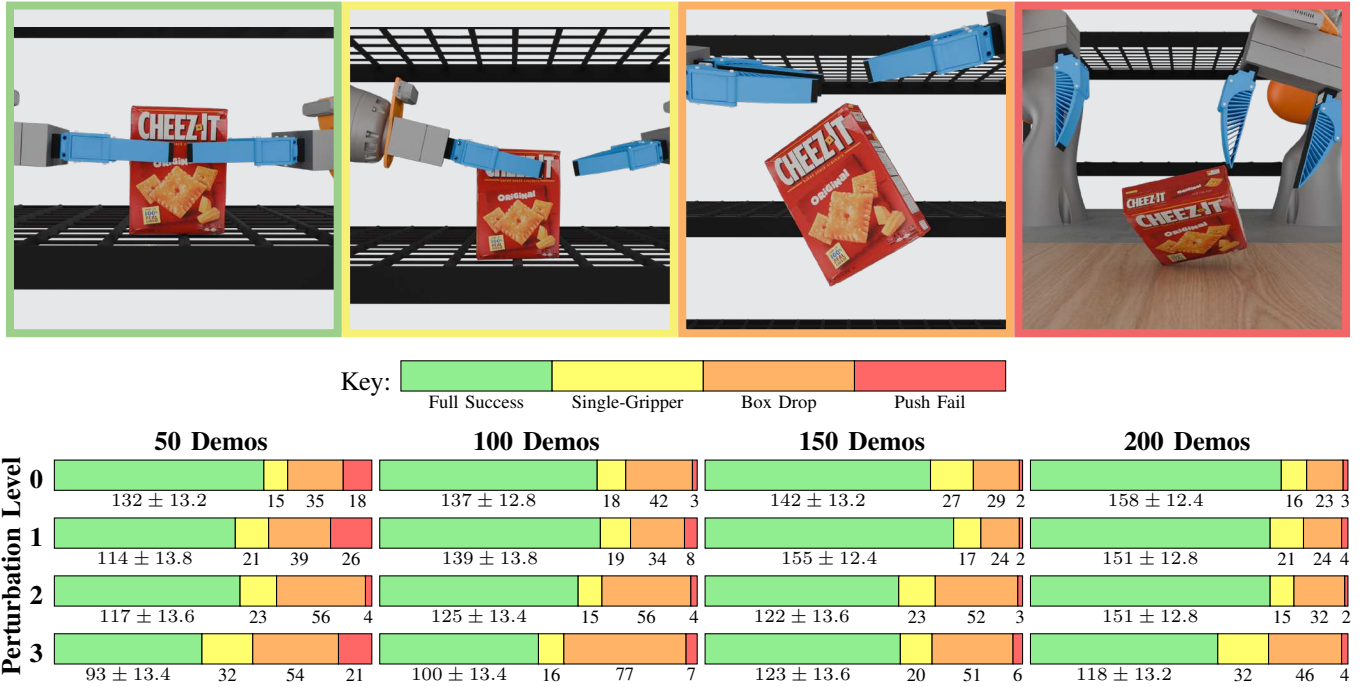 CHEEZ-IT
ORIGINAL
CHEEZ-IT
ORIGINAL
CHEEZ-IT
ORIGINAL
CHEEZ-IT
ORIGINAL
CHEEZ-IT
ORIGINAL
Key:
Full Success Single-Gripper Box Drop Push Fail
50 Demos 100 Demos 150 Demos 200 Demos
Perturbation Level
0
132 ± 13.2 15 35 18 137 ± 12.8 18 42 3 142 ± 13.2 27 29 2 158 ± 12.4 16 23 3
1
114 ± 13.8 21 39 26 139 ± 13.8 19 34 8 155 ± 12.4 17 24 2 151 ± 12.8 21 24 4
2
117 ± 13.6 23 56 4 125 ± 13.4 15 56 4 122 ± 13.6 23 52 3 151 ± 12.8 15 32 2
3
93 ± 13.4 32 54 21 100 ± 13.4 16 77 7 123 ± 13.6 20 51 6 118 ± 13.2 32 46 4